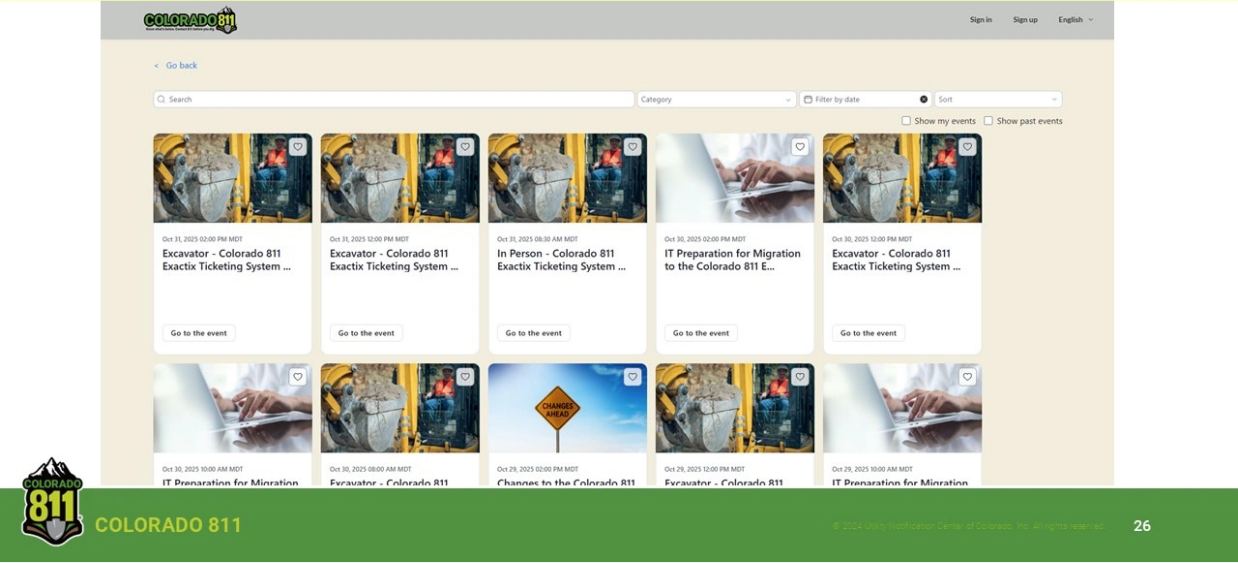 COLORADO811
Know what's below. Contact 811 before you dig.
Sign in
Sign up
English
< Go back
Search
Category
Filter by date
Sort
Show my events
Show past events
Oct 31, 2025 02:00 PM MDT
Excavator - Colorado 811
Exactix Ticketing System ...
Go to the event
Oct 31, 2025 12:00 PM MDT
Excavator - Colorado 811
Exactix Ticketing System ...
Go to the event
Oct 31, 2025 08:30 AM MDT
In Person - Colorado 811
Exactix Ticketing System ...
Go to the event
Oct 30, 2025 02:00 PM MDT
IT Preparation for Migration
to the Colorado 811 E...
Go to the event
Oct 30, 2025 12:00 PM MDT
Excavator - Colorado 811
Exactix Ticketing System ...
Go to the event
Oct 30, 2025 10:00 AM MDT
IT Preparation for Migration
Oct 30, 2025 08:00 AM MDT
Excavator - Colorado 811
CHANGES
AHEAD
Oct 29, 2025 02:00 PM MDT
Changes to the Colorado 811
Oct 29, 2025 12:00 PM MDT
Excavator - Colorado 811
Oct 29, 2025 10:00 AM MDT
IT Preparation for Migration
COLORADO
811
COLORADO 811
© 2024 Utility Notification Center of Colorado, Inc. All rights reserved.
26